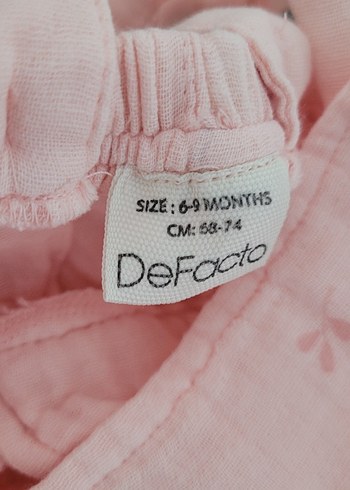 SIZE: 6-9 MONTHS
CM: 68-74
DeFacto